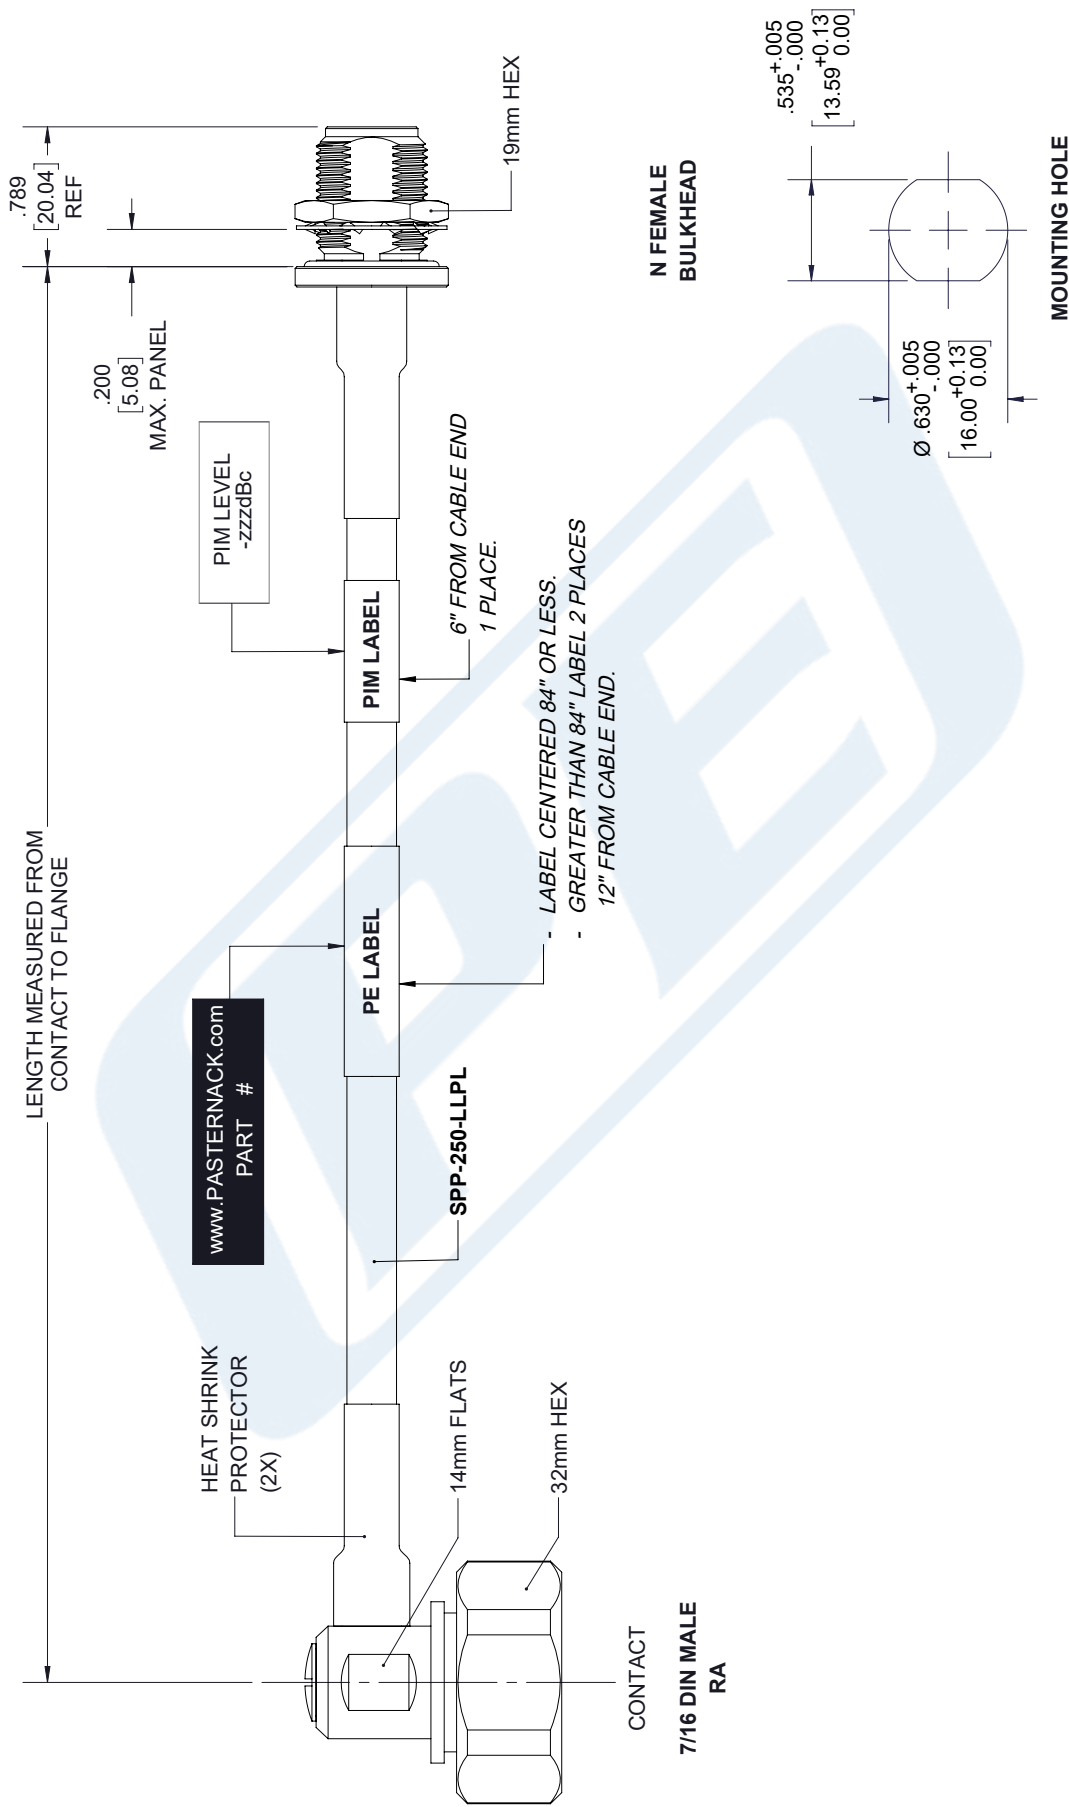 LENGTH MEASURED FROM
CONTACT TO FLANGE
.789
[20.04]
REF
.200
[5.08]
MAX. PANEL
HEAT SHRINK
PROTECTOR
(2X)
www.PASTERNACK.com
PART #
PIM LEVEL
-zzzdBc
PE LABEL
PIM LABEL
14mm FLATS
32mm HEX
SPP-250-LLPL
- LABEL CENTERED 84" OR LESS.
- GREATER THAN 84" LABEL 2 PLACES
12" FROM CABLE END.
6" FROM CABLE END
1 PLACE.
19mm HEX
CONTACT
7/16 DIN MALE
RA
N FEMALE
BULKHEAD
.535 +.005
-.000
[13.59 +0.13
0.00]
Ø .630 +.005
-.000
[16.00 +0.13
0.00]
MOUNTING HOLE
PE